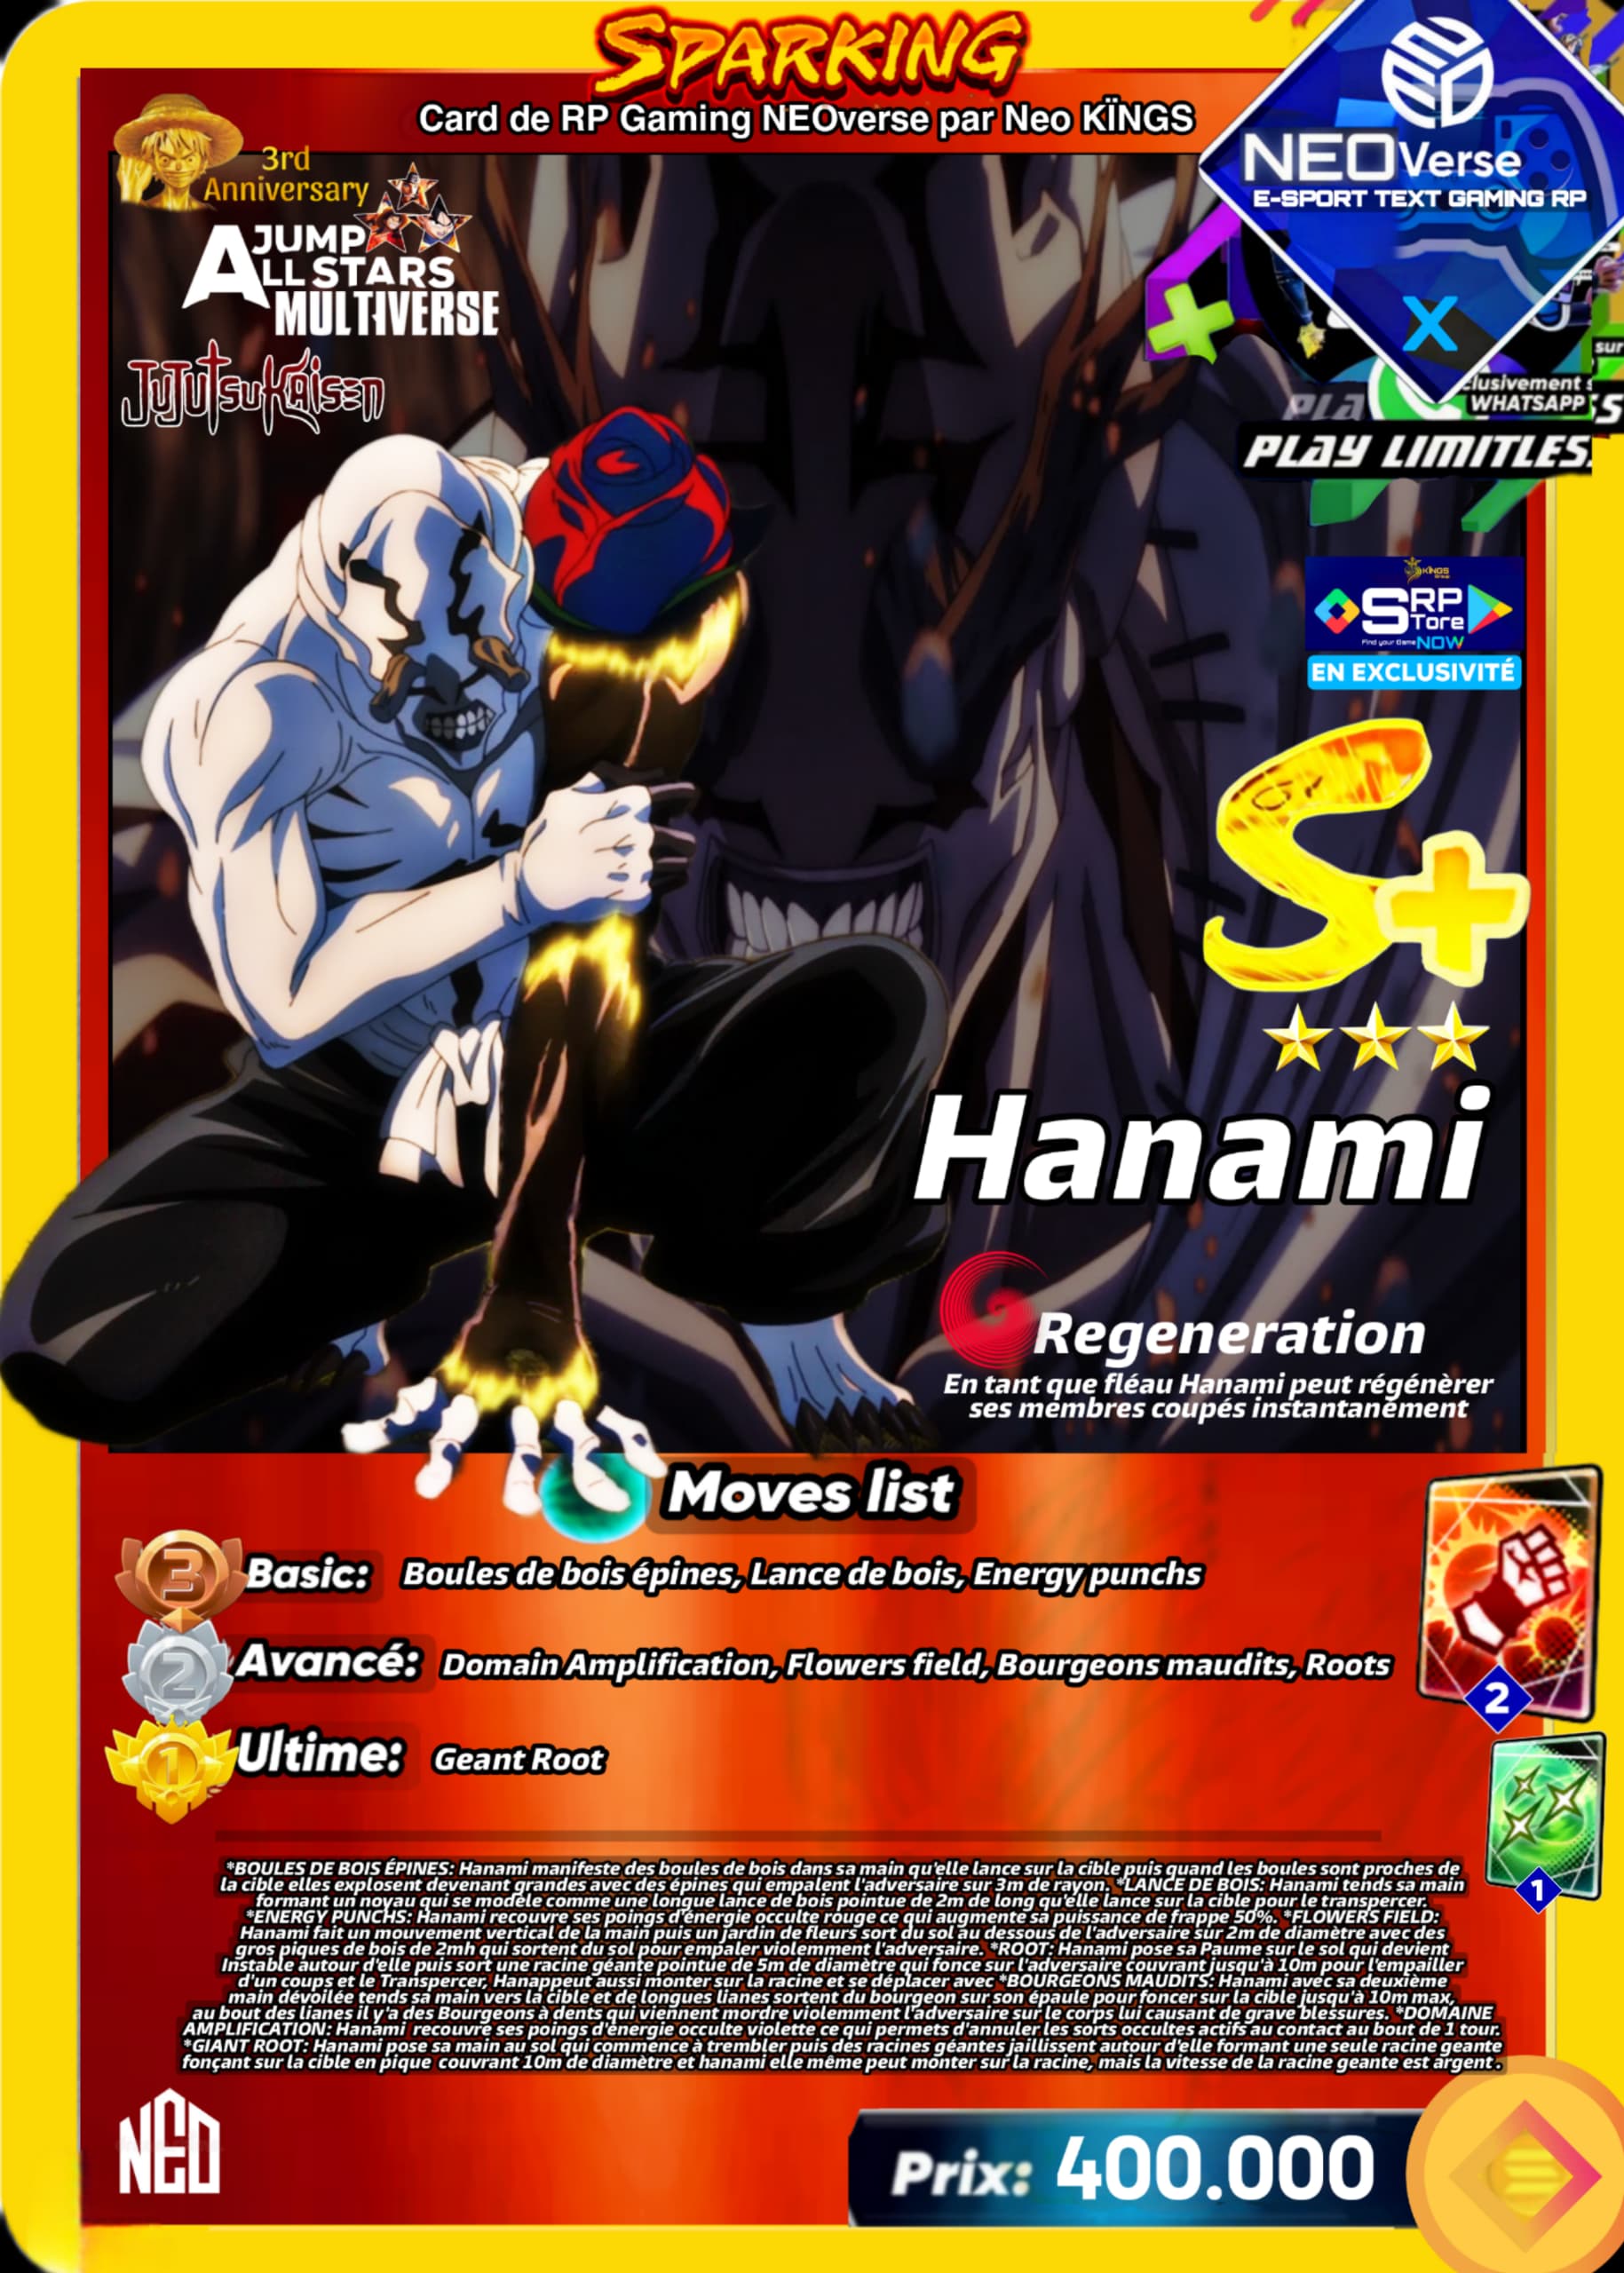 SPARKING
Card de RP Gaming NEOverse par Neo KÏNGS
3rd
Anniversary
JUMP
ALL STARS
MULTIVERSE
JUJUTSU KAISEN
NEOVerse
E-SPORT TEXT GAMING RP
X
sur
clusivement
WHATSAPP
PLA
PLAY LIMITLES
KINGS
SRP
Tore
Find your Game NOW
EN EXCLUSIVITÉ
S+
Hanami
Regeneration
En tant que fléau Hanami peut régénèrer
ses membres coupés instantanément
Moves list
3 Basic: Boules de bois épines, Lance de bois, Energy punchs
2 Avancé: Domain Amplification, Flowers field, Bourgeons maudits, Roots
1 Ultime: Geant Root
2
1
*BOULES DE BOIS ÉPINES: Hanami manifeste des boules de bois dans sa main qu'elle lance sur la cible puis quand les boules sont proches de
la cible elles explosent devenant grandes avec des épines qui empalent l'adversaire sur 3m de rayon. *LANCE DE BOIS: Hanami tends sa main
formant un noyau qui se modèle comme une longue lance de bois pointue de 2m de long qu'elle lance sur la cible pour le transpercer.
*ENERGY PUNCHS: Hanami recouvre ses poings d'énergie occulte rouge ce qui augmente sa puissance de frappe 50%. *FLOWERS FIELD:
Hanami fait un mouvement vertical de la main puis un jardin de fleurs sort du sol au dessous de l'adversaire sur 2m de diamètre avec des
gros piques de bois de 2mh qui sortent du sol pour empaler violemment l'adversaire. *ROOT: Hanami pose sa Paume sur le sol qui devient
Instable autour d'elle puis sort une racine géante pointue de 5m de diamètre qui fonce sur l'adversaire couvrant jusqu'à 10m pour l'empailler
d'un coups et le Transpercer, Hanappeut aussi monter sur la racine et se déplacer avec *BOURGEONS MAUDITS: Hanami avec sa deuxième
main dévoilée tends sa main vers la cible et de longues lianes sortent du bourgeon sur son épaule pour foncer sur la cible jusqu'à 10m max,
au bout des lianes il y'a des Bourgeons à dents qui viennent mordre violemment l'adversaire sur le corps lui causant de grave blessures. *DOMAINE
AMPLIFICATION: Hanami recouvre ses poings d'énergie occulte violette ce qui permets d'annuler les sorts occultes actifs au contact au bout de 1 tour.
*GIANT ROOT: Hanami pose sa main au sol qui commence à trembler puis des racines géantes jaillissent autour d'elle formant une seule racine geante
fonçant sur la cible en pique couvrant 10m de diamètre et hanami elle même peut monter sur la racine, mais la vitesse de la racine geante est argent.
NEO
Prix: 400.000